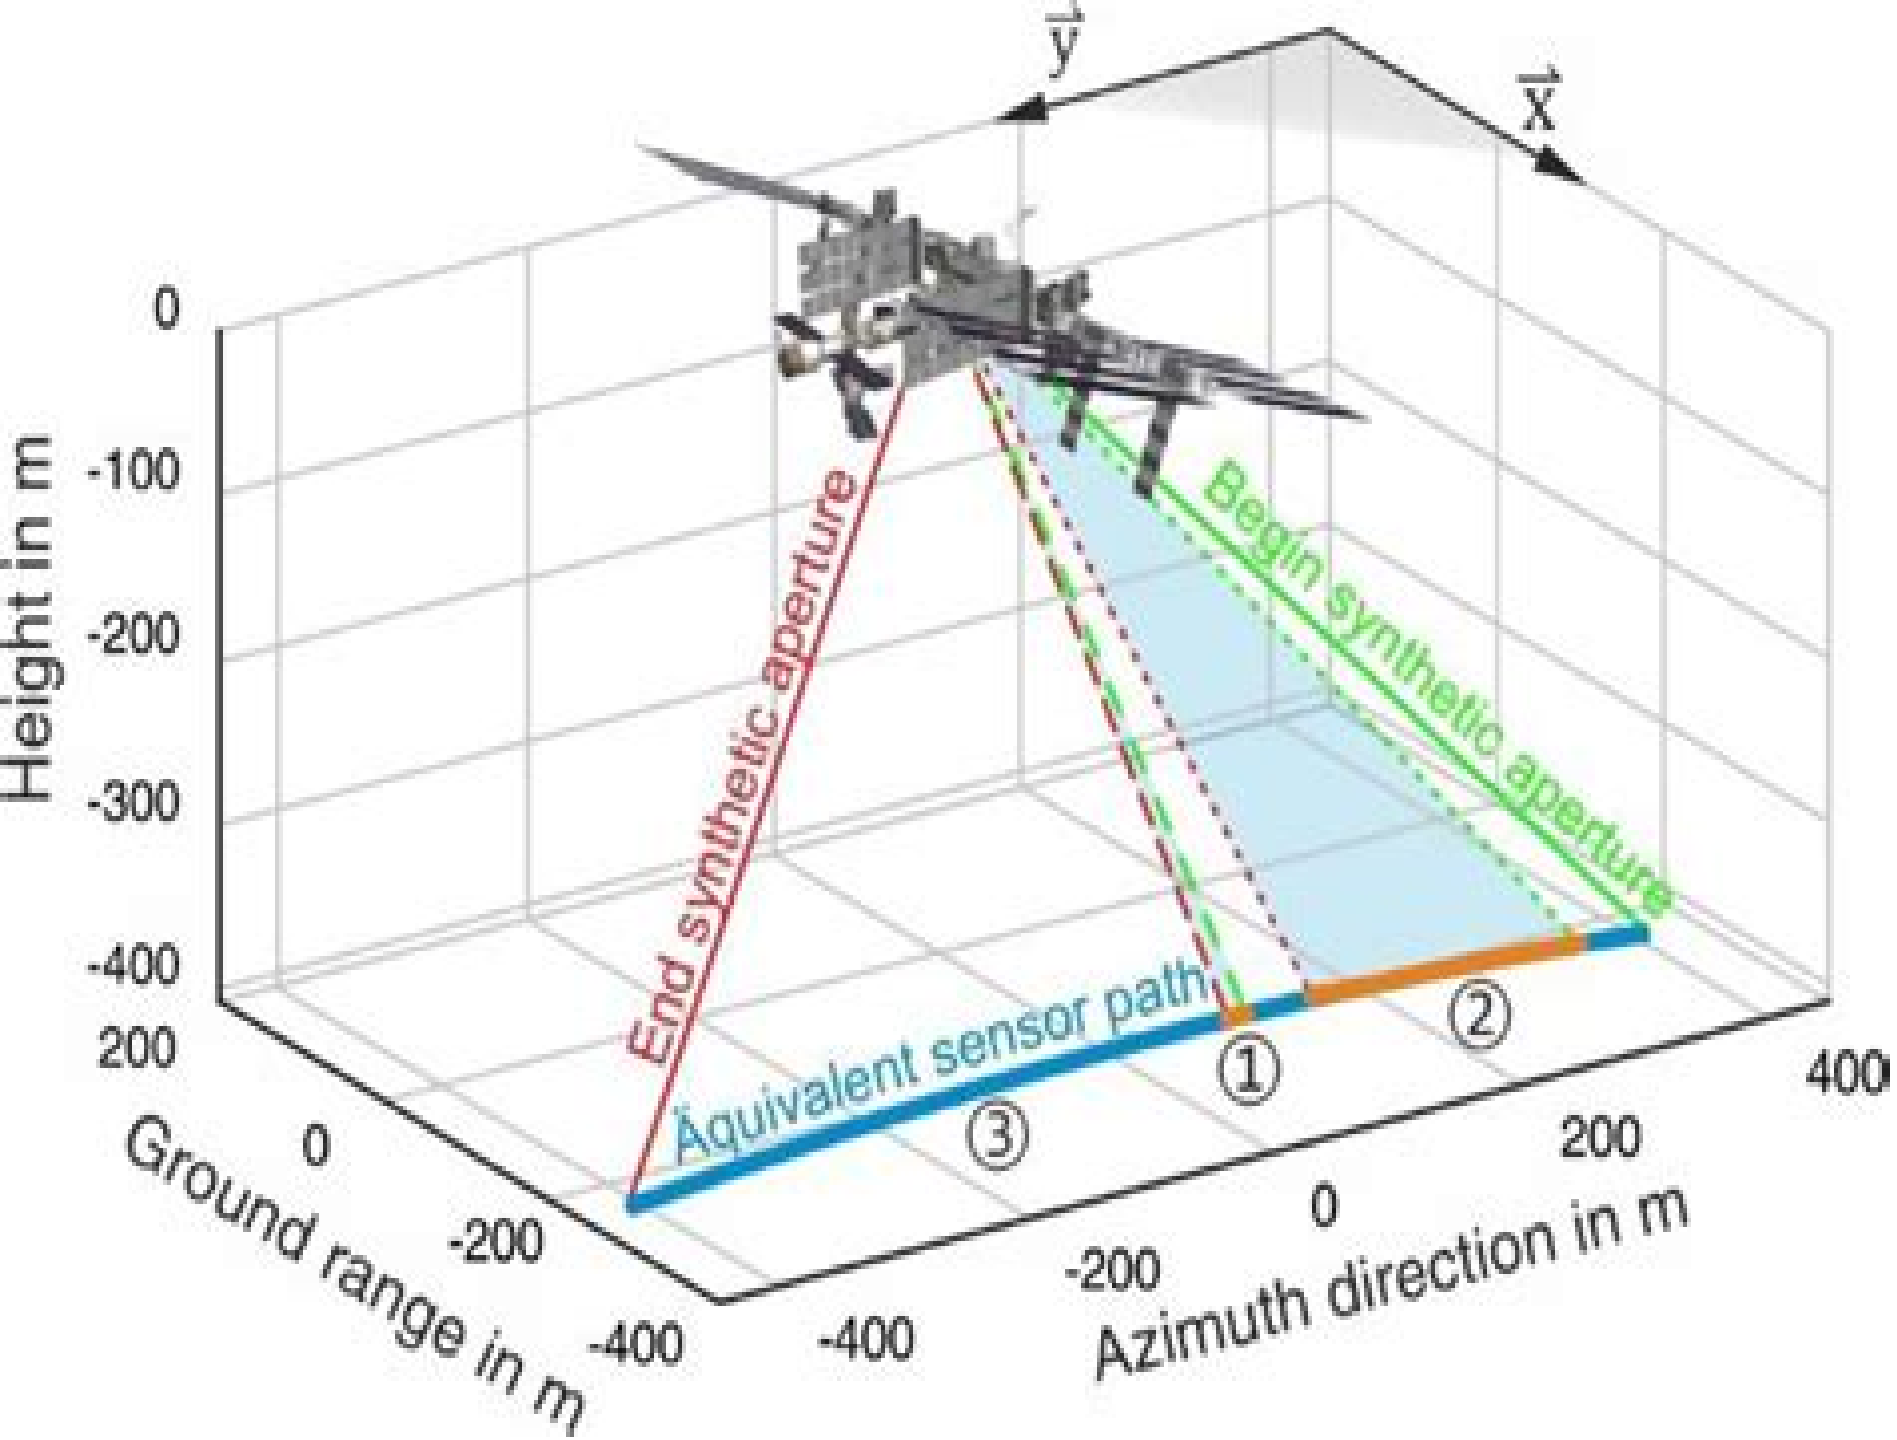 y
x
0
-100
-200
-300
-400
Height in m
200
0
-200
-400
Ground range in m
-400
-200
0
200
400
Azimuth direction in m
End synthetic aperture
Begin synthetic aperture
Äquivalent sensor path
①
②
③